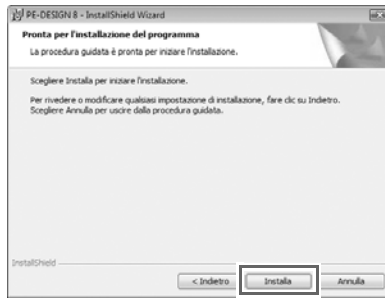 PE-DESIGN 8 - InstallShield Wizard
Pronta per l'installazione del programma
La procedura guidata è pronta per iniziare l'installazione.
Scegliere Installa per iniziare l'installazione.
Per rivedere o modificare qualsiasi impostazione di installazione, fare clic su Indietro.
Scegliere Annulla per uscire dalla procedura guidata.
InstallShield
< Indietro Installa Annulla